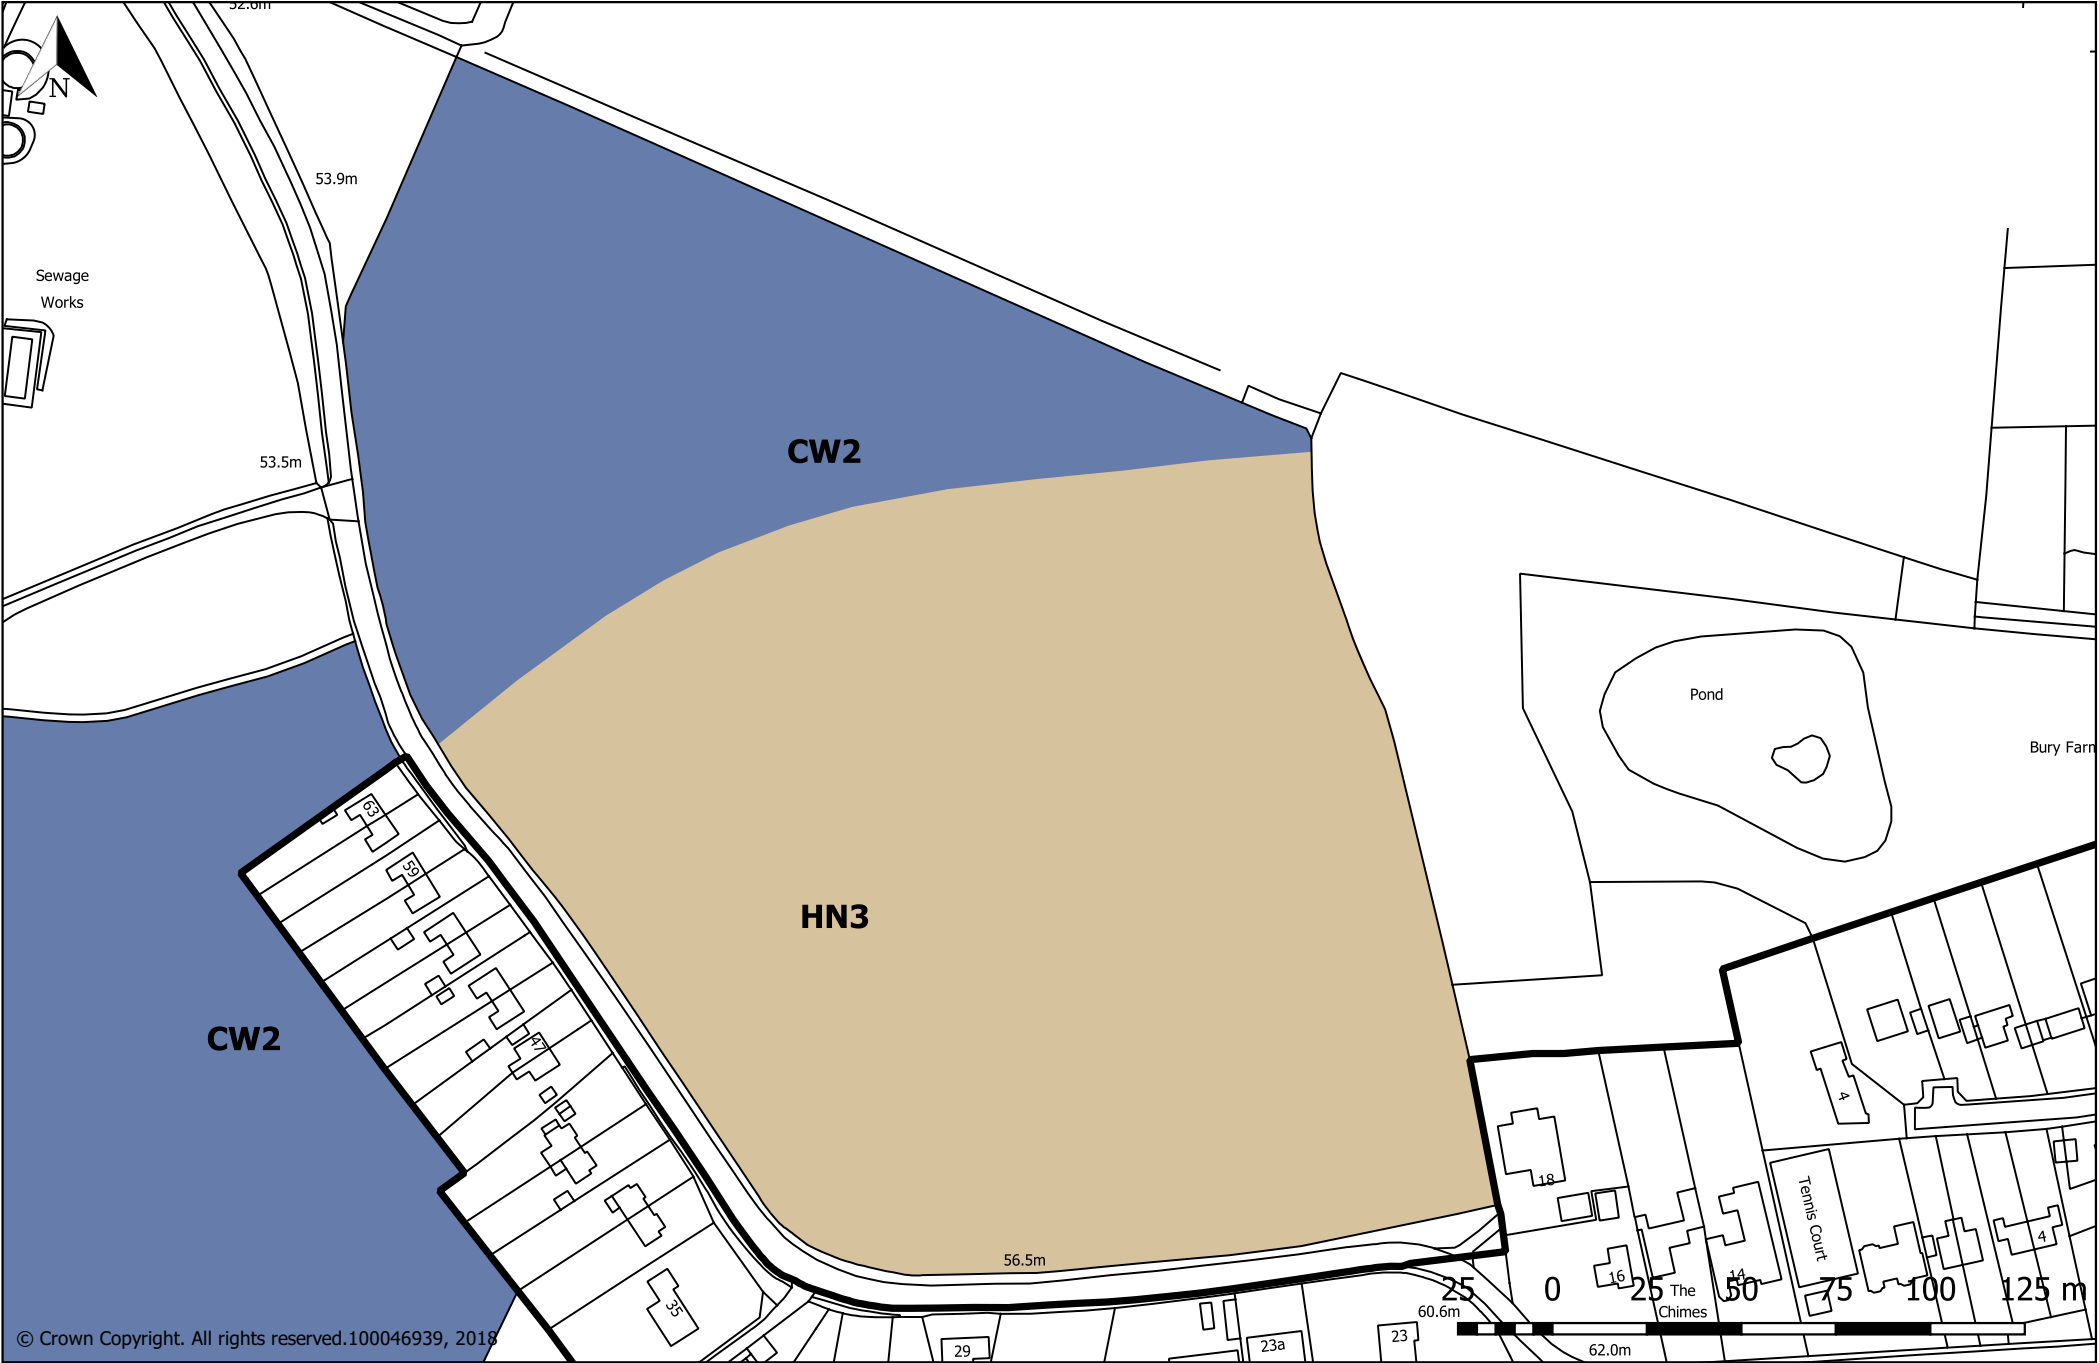 52.6m
N
53.9m
Sewage
Works
CW2
53.5m
Pond
Bury Farm
63
59
HN3
CW2
47
4
18
Tennis Court
4
56.5m
16
14
35
The
Chimes
25 0 25 50 75 100 125 m
60.6m
23
23a
29
62.0m
© Crown Copyright. All rights reserved.100046939, 2018